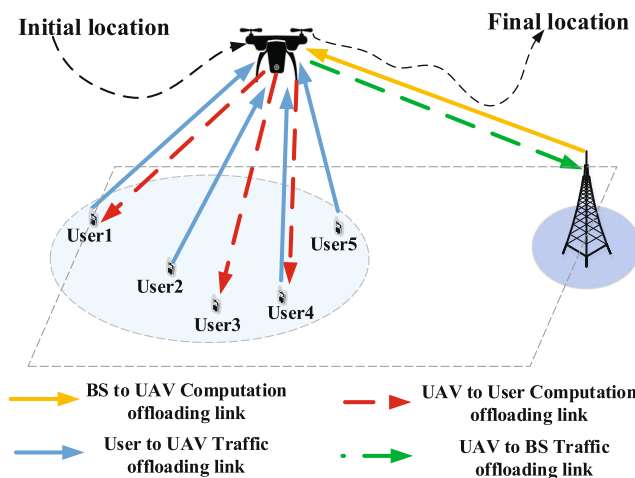 Initial location
Final location
User1
User2
User3
User4
User5
BS to UAV Computation
offloading link
UAV to User Computation
offloading link
User to UAV Traffic
offloading link
UAV to BS Traffic
offloading link